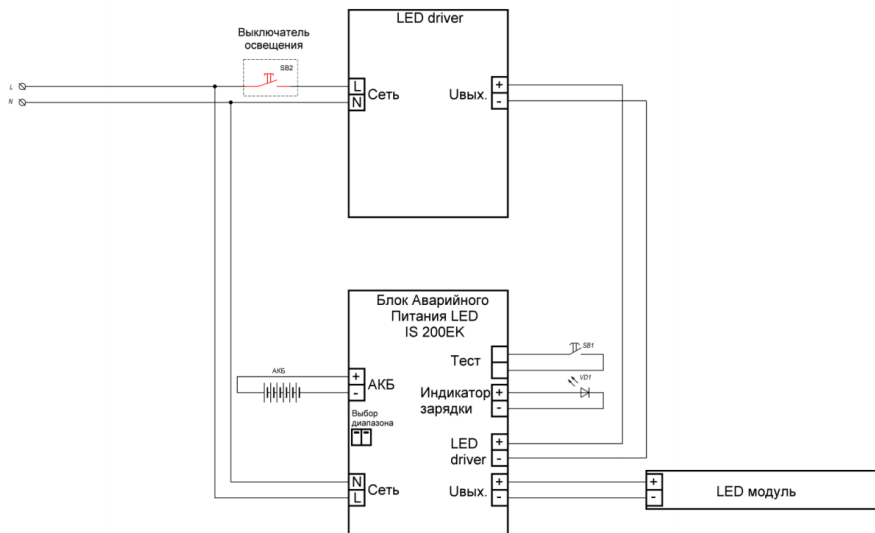 LED driver
Выключатель
освещения
SB2
L
N
L
N
Сеть
Uвых.
+
-
Блок Аварийного
Питания LED
IS 200EK
Тест
SB1
АКБ
+
-
АКБ
Индикатор
зарядки
+
-
VD1
Выбор
диапазона
LED
driver
+
-
N
L
Сеть
Uвых.
+
-
+
-
LED модуль